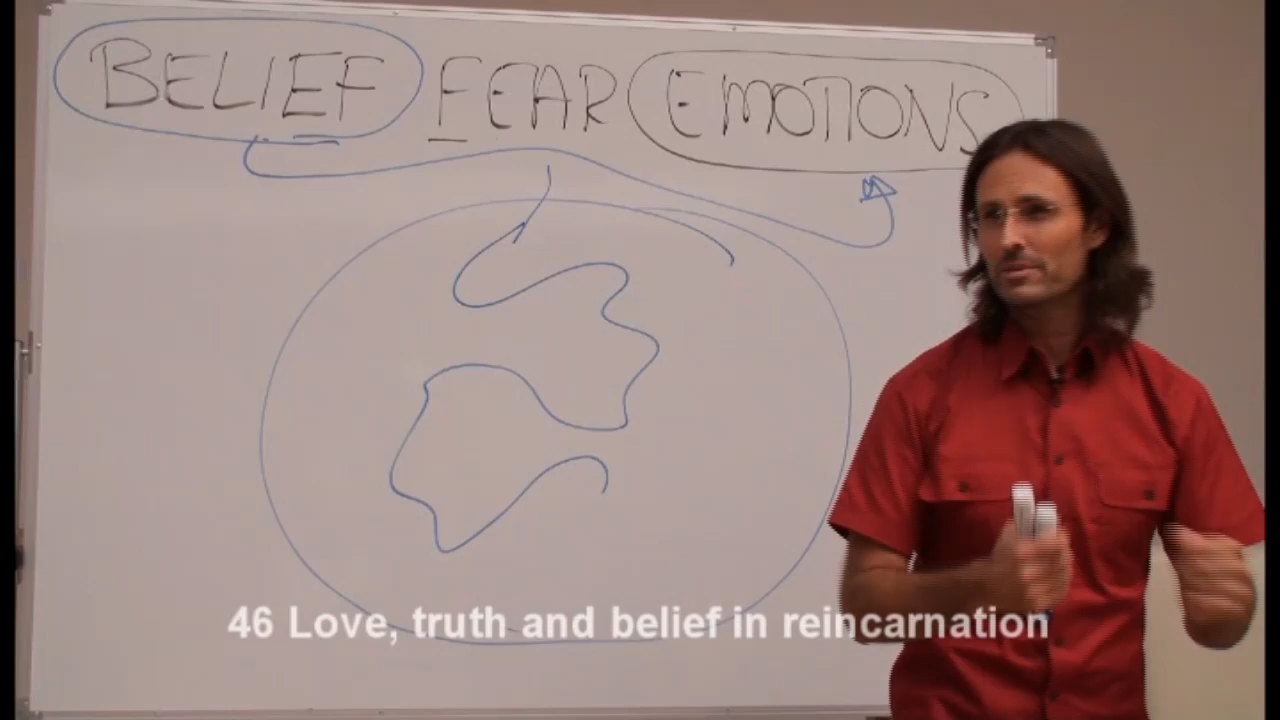 BELIEF FEAR EMOTIONS
46 Love, truth and belief in reincarnation